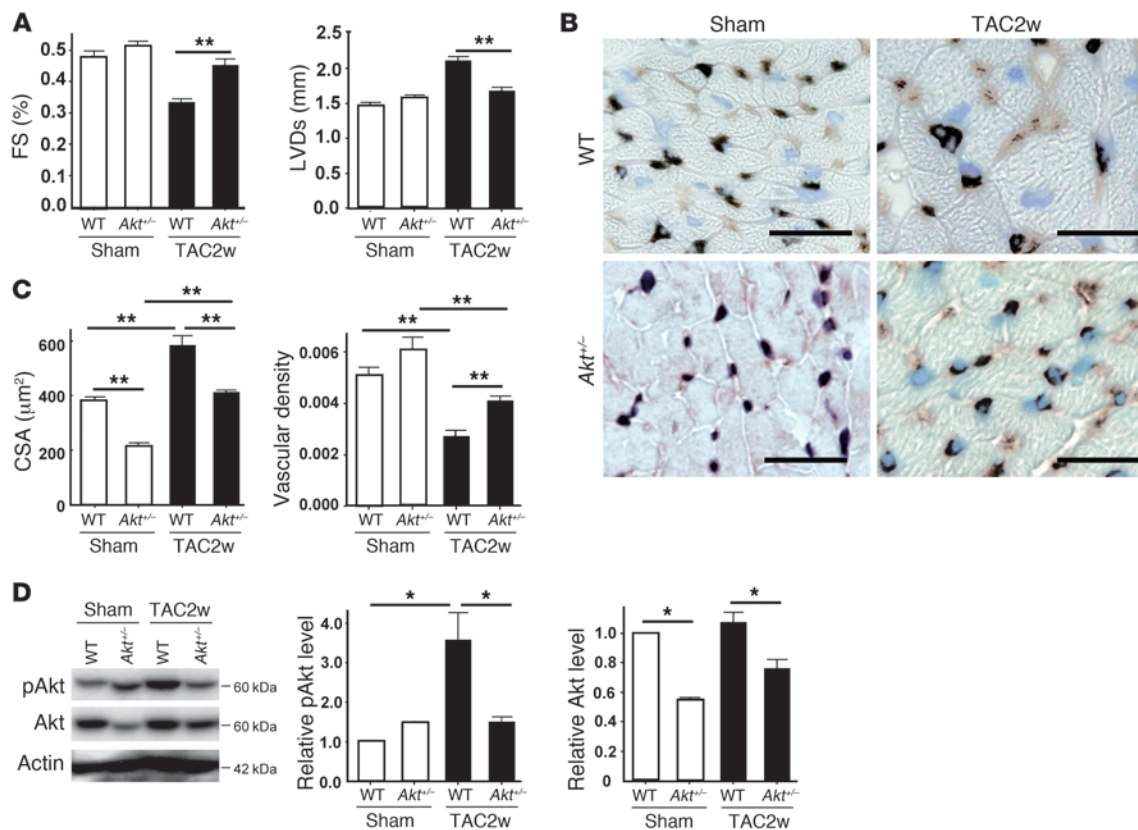 A
FS (%)
0.5
0.4
0.3
0.2
0.1
0
**
WT Akt+/– WT Akt+/–
Sham TAC2w
LVDs (mm)
2.5
2.0
1.5
1.0
0.5
0.0
**
WT Akt+/– WT Akt+/–
Sham TAC2w
B
Sham TAC2w
WT
Akt+/–
C
CSA (μm²)
600
400
200
0
**
** **
**
WT Akt+/– WT Akt+/–
Sham TAC2w
Vascular density
0.006
0.004
0.002
0.000
**
**
**
WT Akt+/– WT Akt+/–
Sham TAC2w
D
Sham TAC2w
WT Akt+/– WT Akt+/–
pAkt 60 kDa
Akt 60 kDa
Actin 42 kDa
Relative pAkt level
4.0
3.0
2.0
1.0
0
* *
WT Akt+/– WT Akt+/–
Sham TAC2w
Relative Akt level
1.0
0.8
0.6
0.4
0.2
0
* *
WT Akt+/– WT Akt+/–
Sham TAC2w